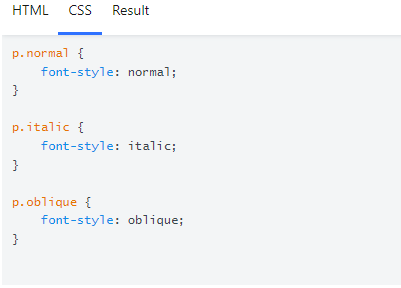 HTML CSS Result
p.normal {
    font-style: normal;
}
p.italic {
    font-style: italic;
}
p.oblique {
    font-style: oblique;
}